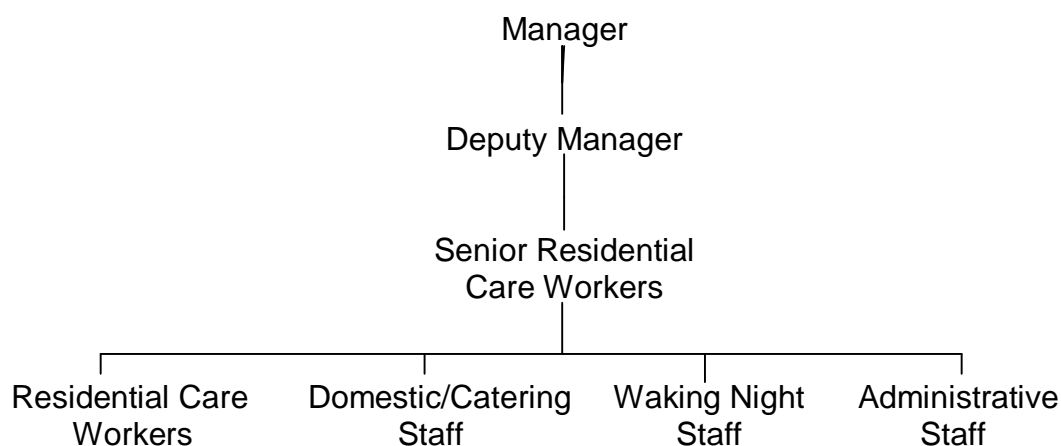 Manager
Deputy Manager
Senior Residential
Care Workers
Residential Care
Workers
Domestic/Catering
Staff
Waking Night
Staff
Administrative
Staff